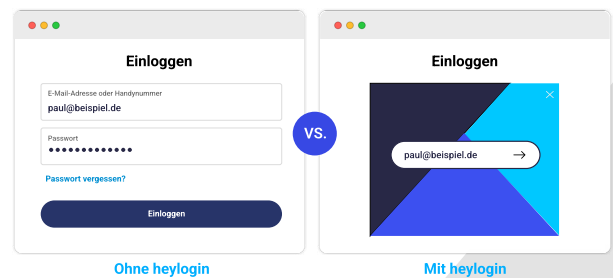 Einloggen
E-Mail-Adresse oder Handynummer
paul@beispiel.de
Passwort
Passwort vergessen?
Einloggen
Ohne heylogin
VS.
Einloggen
paul@beispiel.de
Mit heylogin